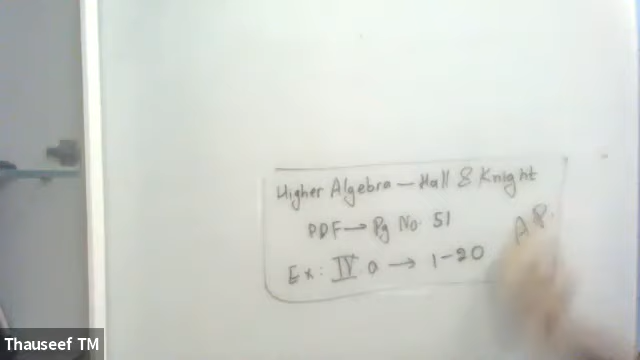 Higher Algebra — Hall & Knight
PDF → Pg No. 51
A.P.
Ex: IV a → 1-20
Thauseef TM